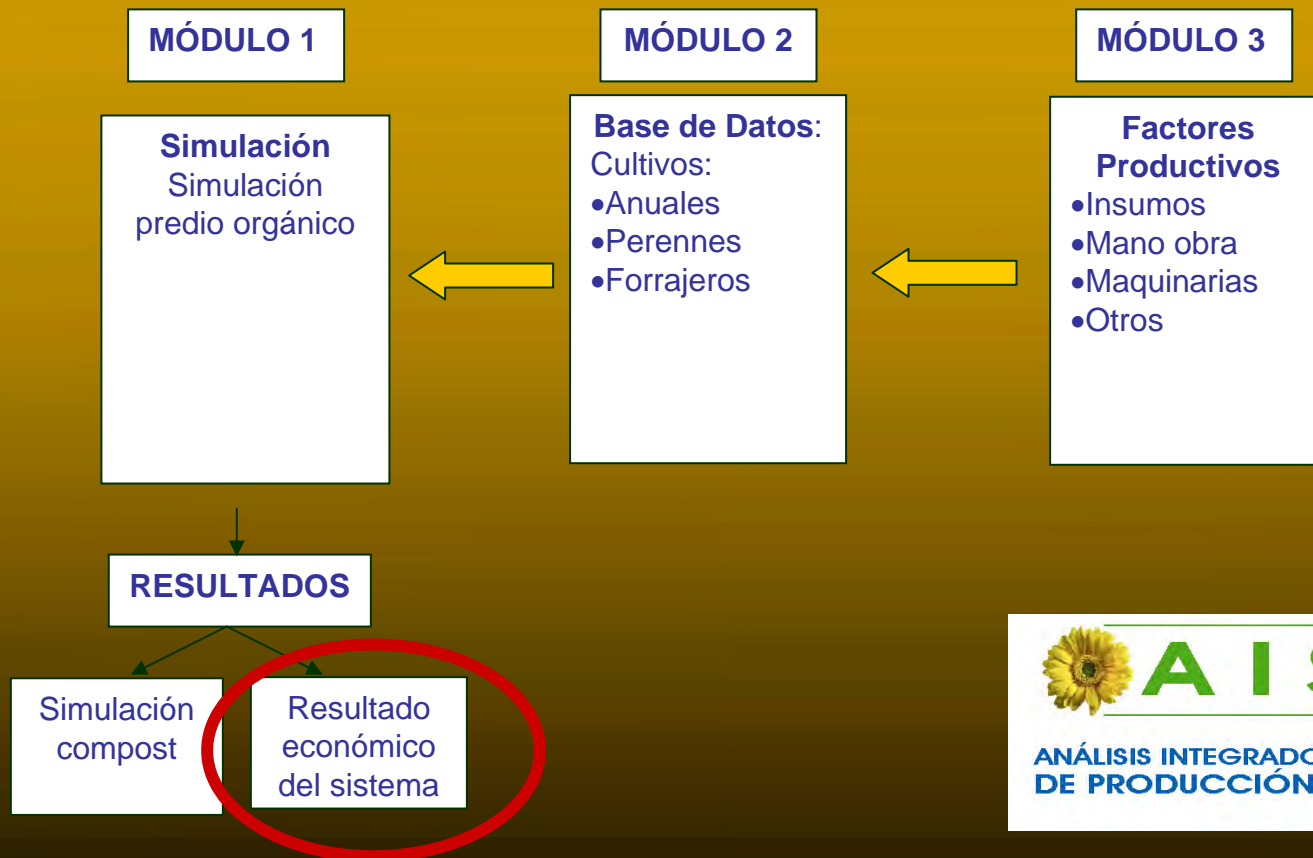 MÓDULO 1
MÓDULO 2
MÓDULO 3
Simulación
Simulación
predio orgánico
Base de Datos:
Cultivos:
•Anuales
•Perennes
•Forrajeros
Factores
Productivos
•Insumos
•Mano obra
•Maquinarias
•Otros
RESULTADOS
Simulación
compost
Resultado
económico
del sistema
AIS
ANÁLISIS INTEGRADO
DE PRODUCCIÓN